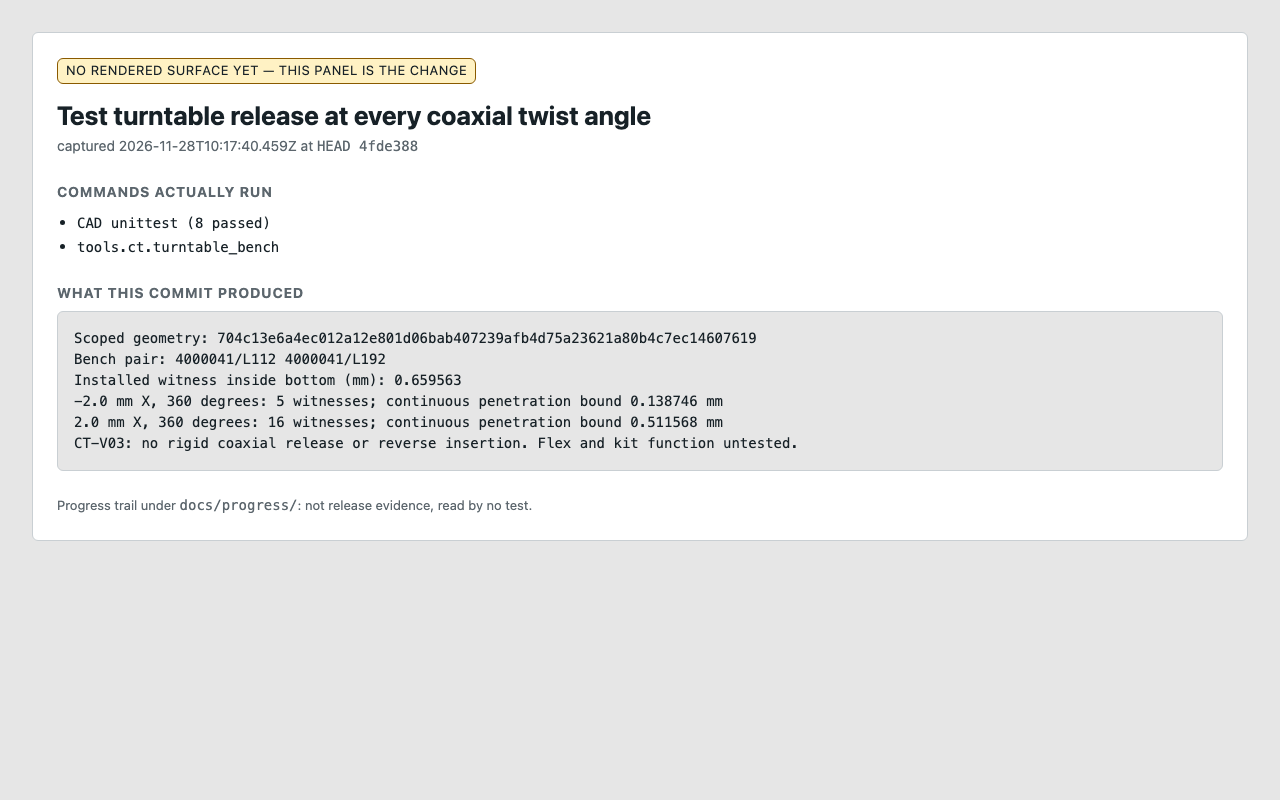 NO RENDERED SURFACE YET — THIS PANEL IS THE CHANGE
Test turntable release at every coaxial twist angle
captured 2026-11-28T10:17:40.459Z at HEAD 4fde388
COMMANDS ACTUALLY RUN
• CAD unittest (8 passed)
• tools.ct.turntable_bench
WHAT THIS COMMIT PRODUCED
Scoped geometry: 704c13e6a4ec012a12e801d06bab407239afb4d75a23621a80b4c7ec14607619
Bench pair: 4000041/L112 4000041/L192
Installed witness inside bottom (mm): 0.659563
−2.0 mm X, 360 degrees: 5 witnesses; continuous penetration bound 0.138746 mm
2.0 mm X, 360 degrees: 16 witnesses; continuous penetration bound 0.511568 mm
CT−V03: no rigid coaxial release or reverse insertion. Flex and kit function untested.
Progress trail under docs/progress/: not release evidence, read by no test.